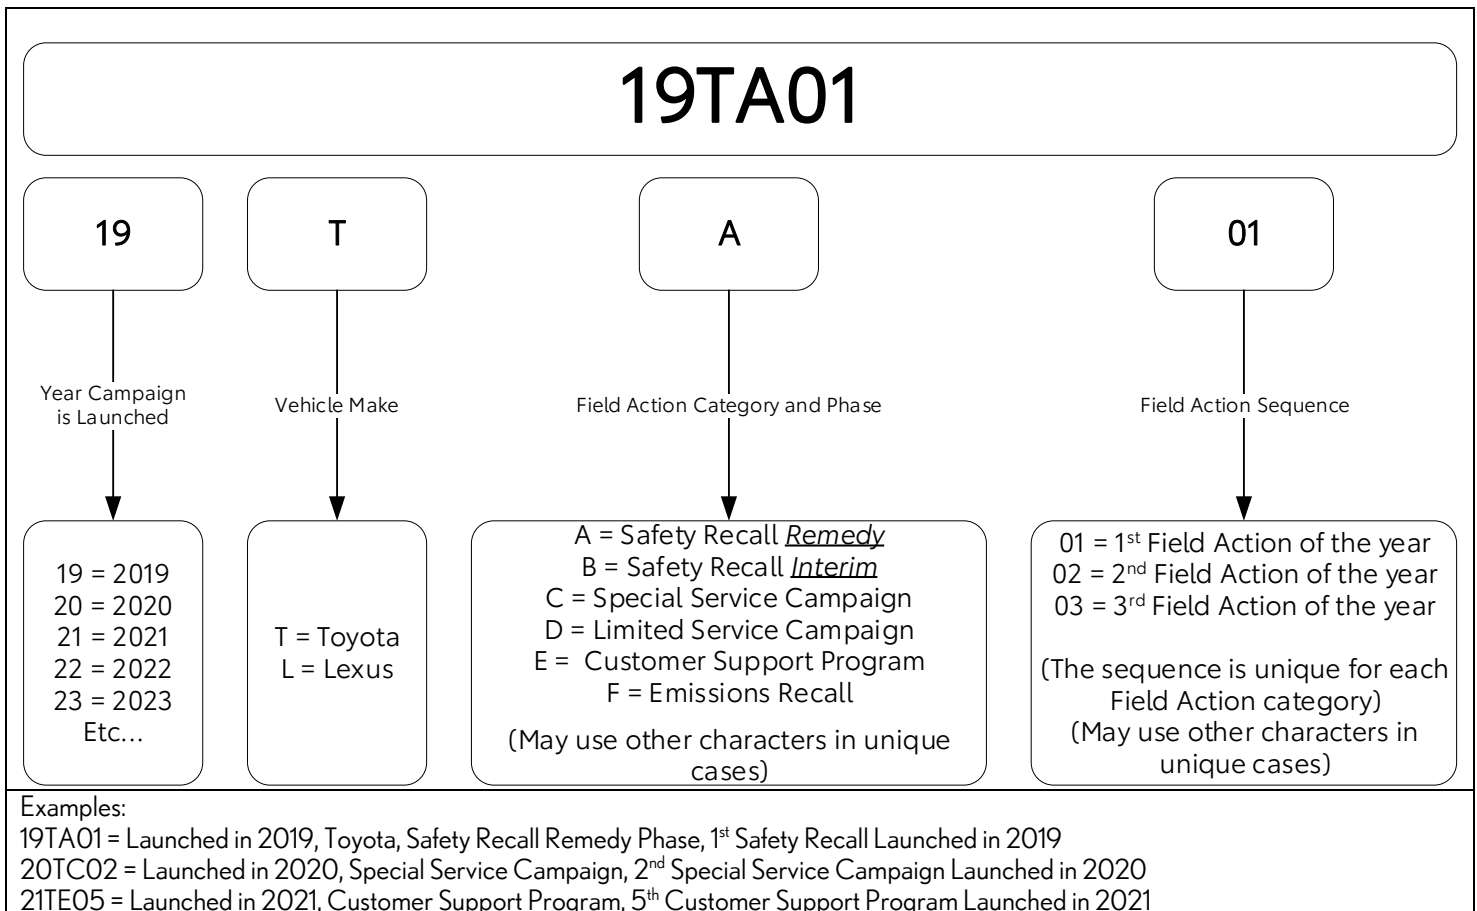 19TA01
19
T
A
01
Year Campaign
is Launched
Vehicle Make
Field Action Category and Phase
Field Action Sequence
19 = 2019
20 = 2020
21 = 2021
22 = 2022
23 = 2023
Etc...
T = Toyota
L = Lexus
A = Safety Recall Remedy
B = Safety Recall Interim
C = Special Service Campaign
D = Limited Service Campaign
E =  Customer Support Program
F = Emissions Recall
(May use other characters in unique
cases)
01 = 1st Field Action of the year
02 = 2nd Field Action of the year
03 = 3rd Field Action of the year
(The sequence is unique for each
Field Action category)
(May use other characters in
unique cases)
Examples:
19TA01 = Launched in 2019, Toyota, Safety Recall Remedy Phase, 1st Safety Recall Launched in 2019
20TC02 = Launched in 2020, Special Service Campaign, 2nd Special Service Campaign Launched in 2020
21TE05 = Launched in 2021, Customer Support Program, 5th Customer Support Program Launched in 2021